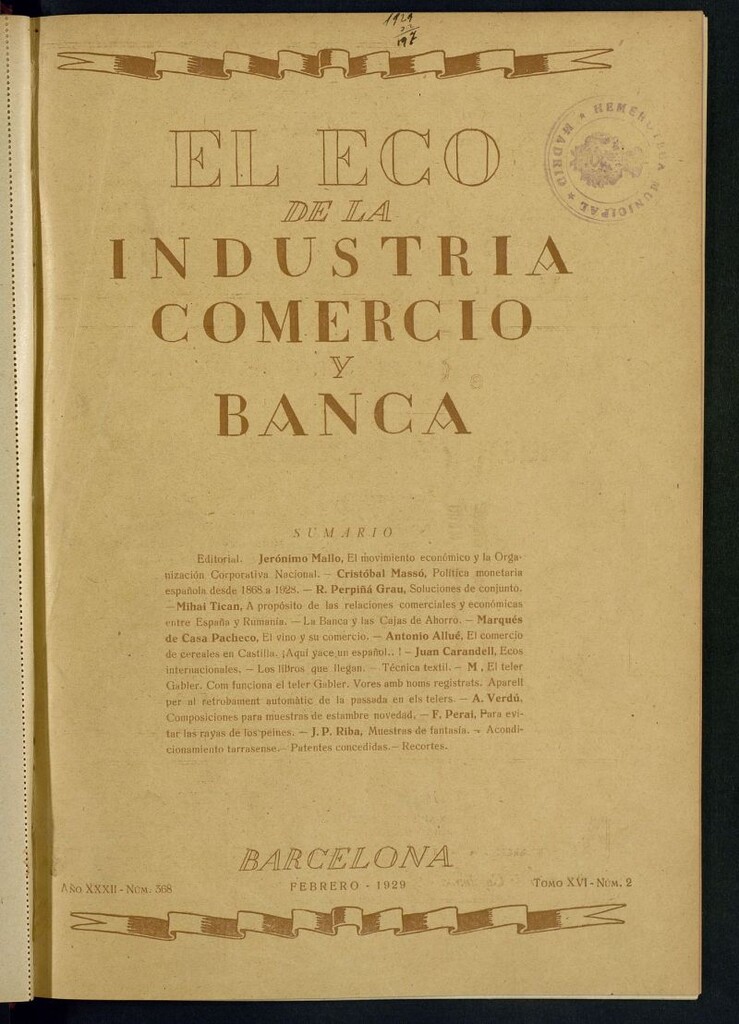 1929
197
HEMEROTECA MUNICIPAL
★ MADRID ★
EL ECO
DE LA
INDUSTRIA
COMERCIO
Y
BANCA
SUMARIO
Editorial. Jerónimo Mallo, El movimiento económico y la Orga-
nización Corporativa Nacional. — Cristóbal Massó, Política monetaria
española desde 1868 a 1928. — R. Perpiñá Grau, Soluciones de conjunto.
— Mihai Tican, A propósito de las relaciones comerciales y económicas
entre España y Rumanía. — La Banca y las Cajas de Ahorro. — Marqués
de Casa Pacheco, El vino y su comercio. — Antonio Allué, El comercio
de cereales en Castilla. ¡Aquí yace un español.. ! — Juan Carandell, Ecos
internacionales. — Los libros que llegan. — Técnica textil. — M , El teler
Gabler. Com funciona el teler Gabler. Vores amb noms registrats. Aparell
per al retrobament automàtic de la passada en els telers. — A. Verdú,
Composiciones para muestras de estambre novedad. — F. Perai, Para evi-
tar las rayas de los peines. — J. P. Riba, Muestras de fantasía. — Acondi-
cionamiento tarrasense. — Patentes concedidas. — Recortes.
BARCELONA
FEBRERO - 1929
AÑO XXXII - NÚM. 368
TOMO XVI - NÚM. 2